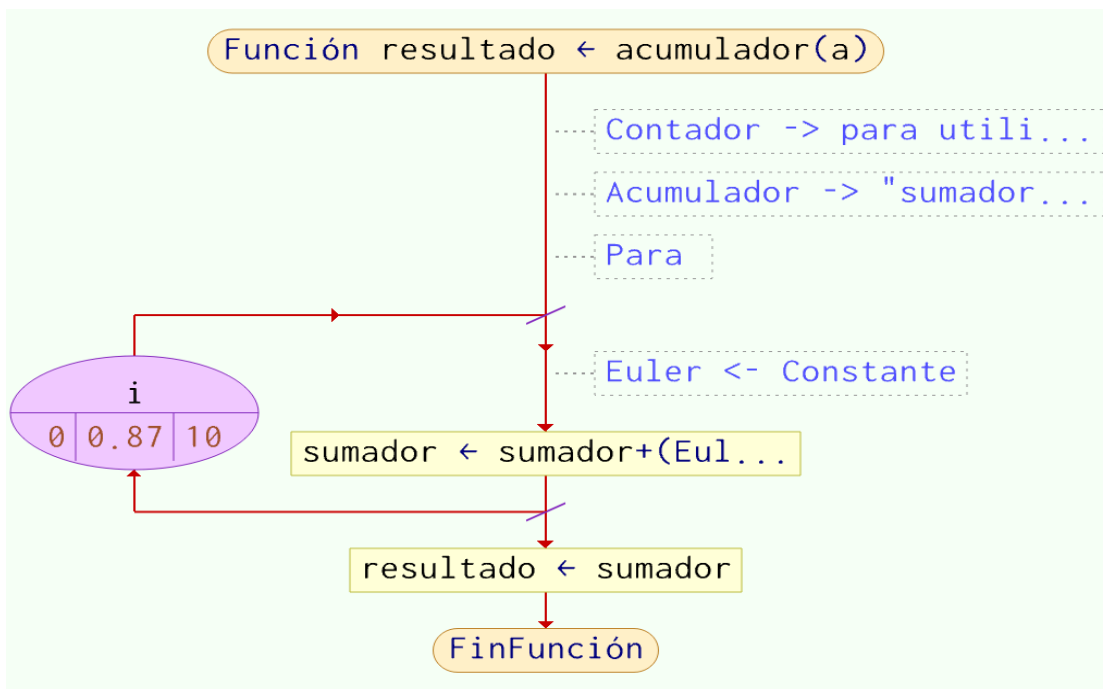 Función resultado ← acumulador(a)
Contador -> para utili...
Acumulador -> "sumador...
Para
Euler <- Constante
i
0 0.87 10
sumador ← sumador+(Eul...
resultado ← sumador
FinFunción